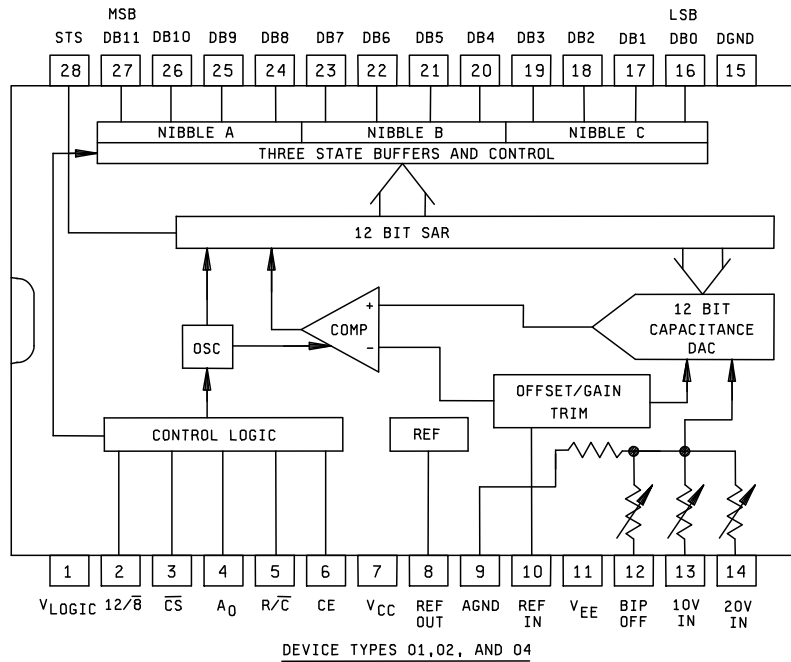 MSB LSB
STS DB11 DB10 DB9 DB8 DB7 DB6 DB5 DB4 DB3 DB2 DB1 DB0 DGND
28 27 26 25 24 23 22 21 20 19 18 17 16 15
NIBBLE A NIBBLE B NIBBLE C
THREE STATE BUFFERS AND CONTROL
12 BIT SAR
+
COMP
−
12 BIT
CAPACITANCE
DAC
OSC
OFFSET/GAIN
TRIM
CONTROL LOGIC
REF
1 2 3 4 5 6 7 8 9 10 11 12 13 14
V_LOGIC 12/8̅ C̅S̅ A₀ R/C̅ CE V_CC REF OUT AGND REF IN V_EE BIP OFF 10V IN 20V IN
DEVICE TYPES 01,02, AND 04